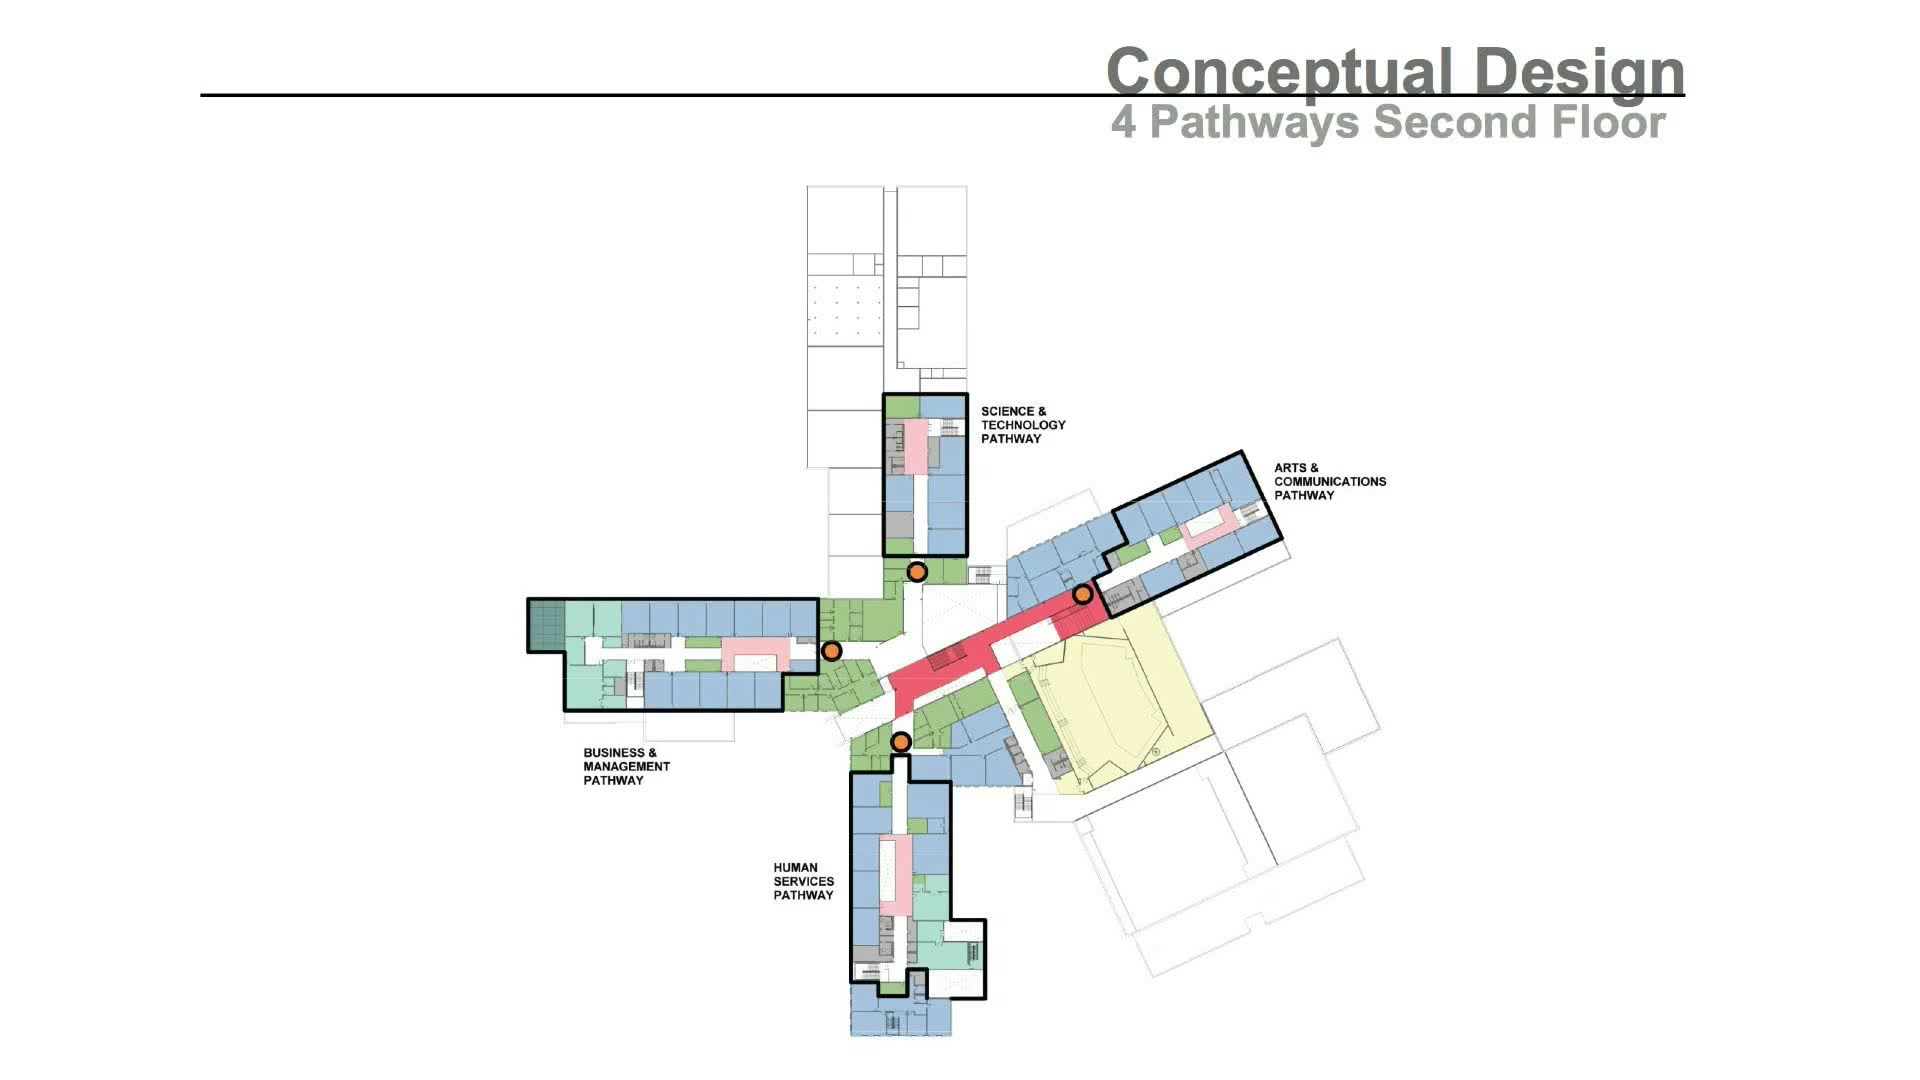 Conceptual Design
4 Pathways Second Floor
SCIENCE &
TECHNOLOGY
PATHWAY
ARTS &
COMMUNICATIONS
PATHWAY
BUSINESS &
MANAGEMENT
PATHWAY
HUMAN
SERVICES
PATHWAY